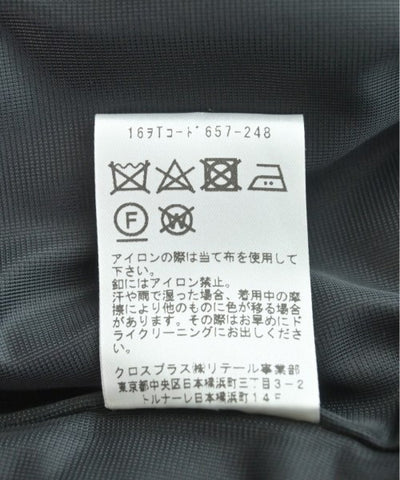 16ヲTコード657-248
F W
アイロンの際は当て布を使用して
下さい。
釦にはアイロン禁止。
汗や雨で湿った場合、着用中の摩
擦により他のものに色が移る場合
があります。その際はお早めにド
ライクリーニングにお出しくださ
い。
クロスプラス㈱リテール事業部
東京都中央区日本橋浜町三丁目3-2
トルナーレ日本橋浜町14F